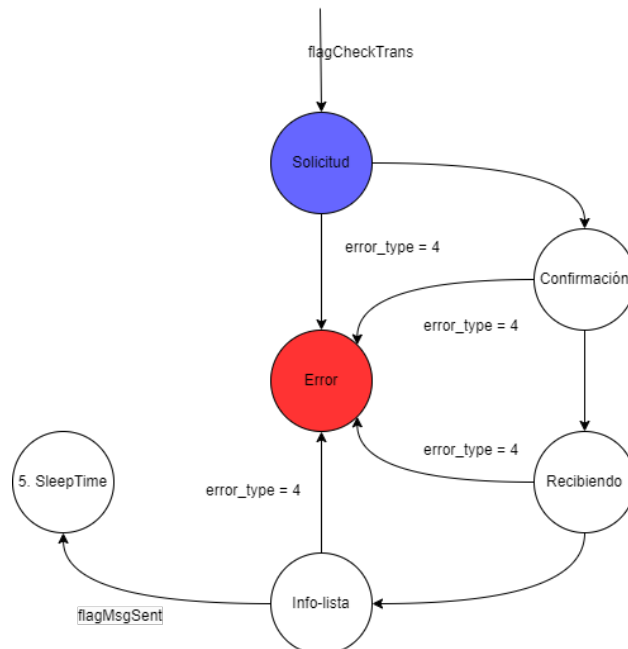 flagCheckTrans
Solicitud
error_type = 4
Confirmación
error_type = 4
Error
error_type = 4
5. SleepTime
Recibiendo
error_type = 4
Info-lista
flagMsgSent